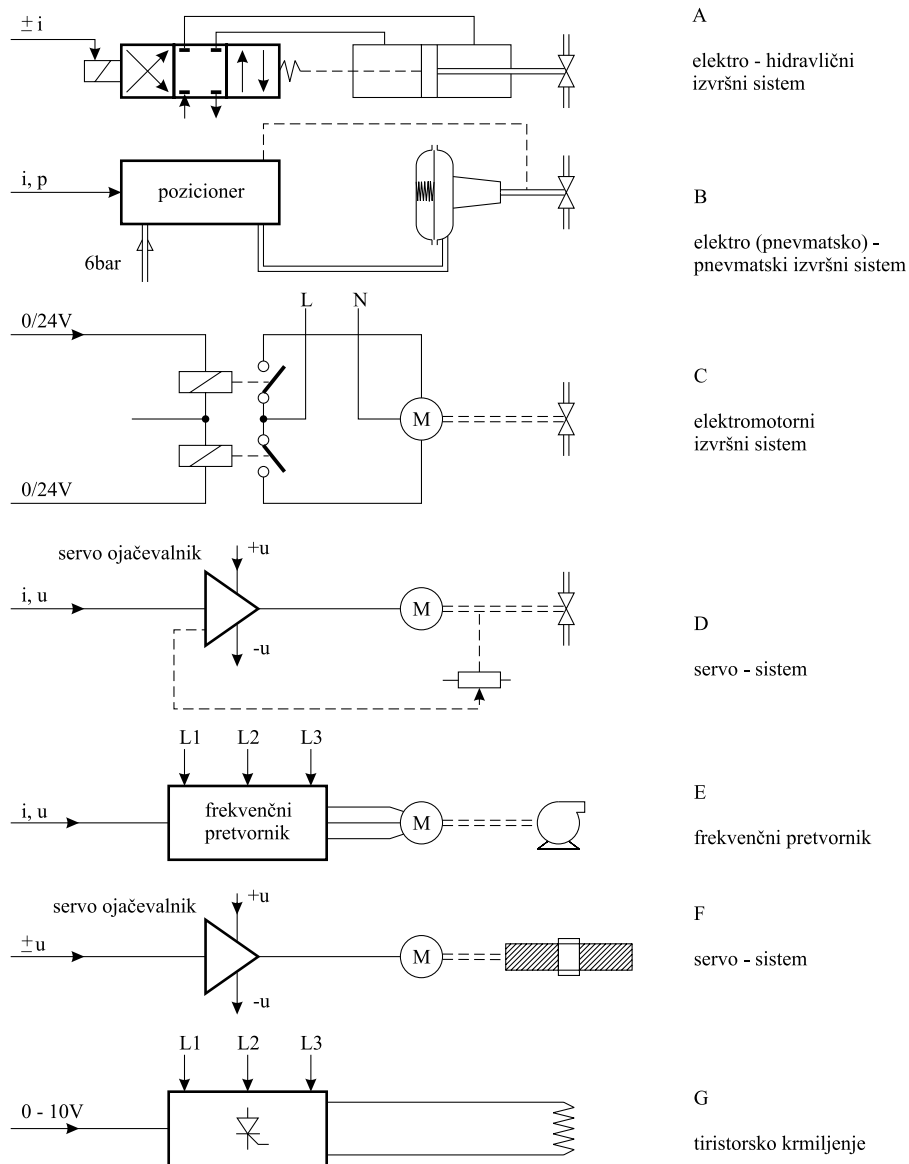 ± i
A
elektro - hidravlični
izvršni sistem
i, p
pozicioner
6bar
B
elektro (pnevmatsko) -
pnevmatski izvršni sistem
L N
0/24V
M
0/24V
C
elektromotorni
izvršni sistem
servo ojačevalnik
+u
i, u
M
-u
D
servo - sistem
L1 L2 L3
i, u
frekvenčni
pretvornik
M
E
frekvenčni pretvornik
servo ojačevalnik
+u
±u
M
-u
F
servo - sistem
L1 L2 L3
0 - 10V
G
tiristorsko krmiljenje